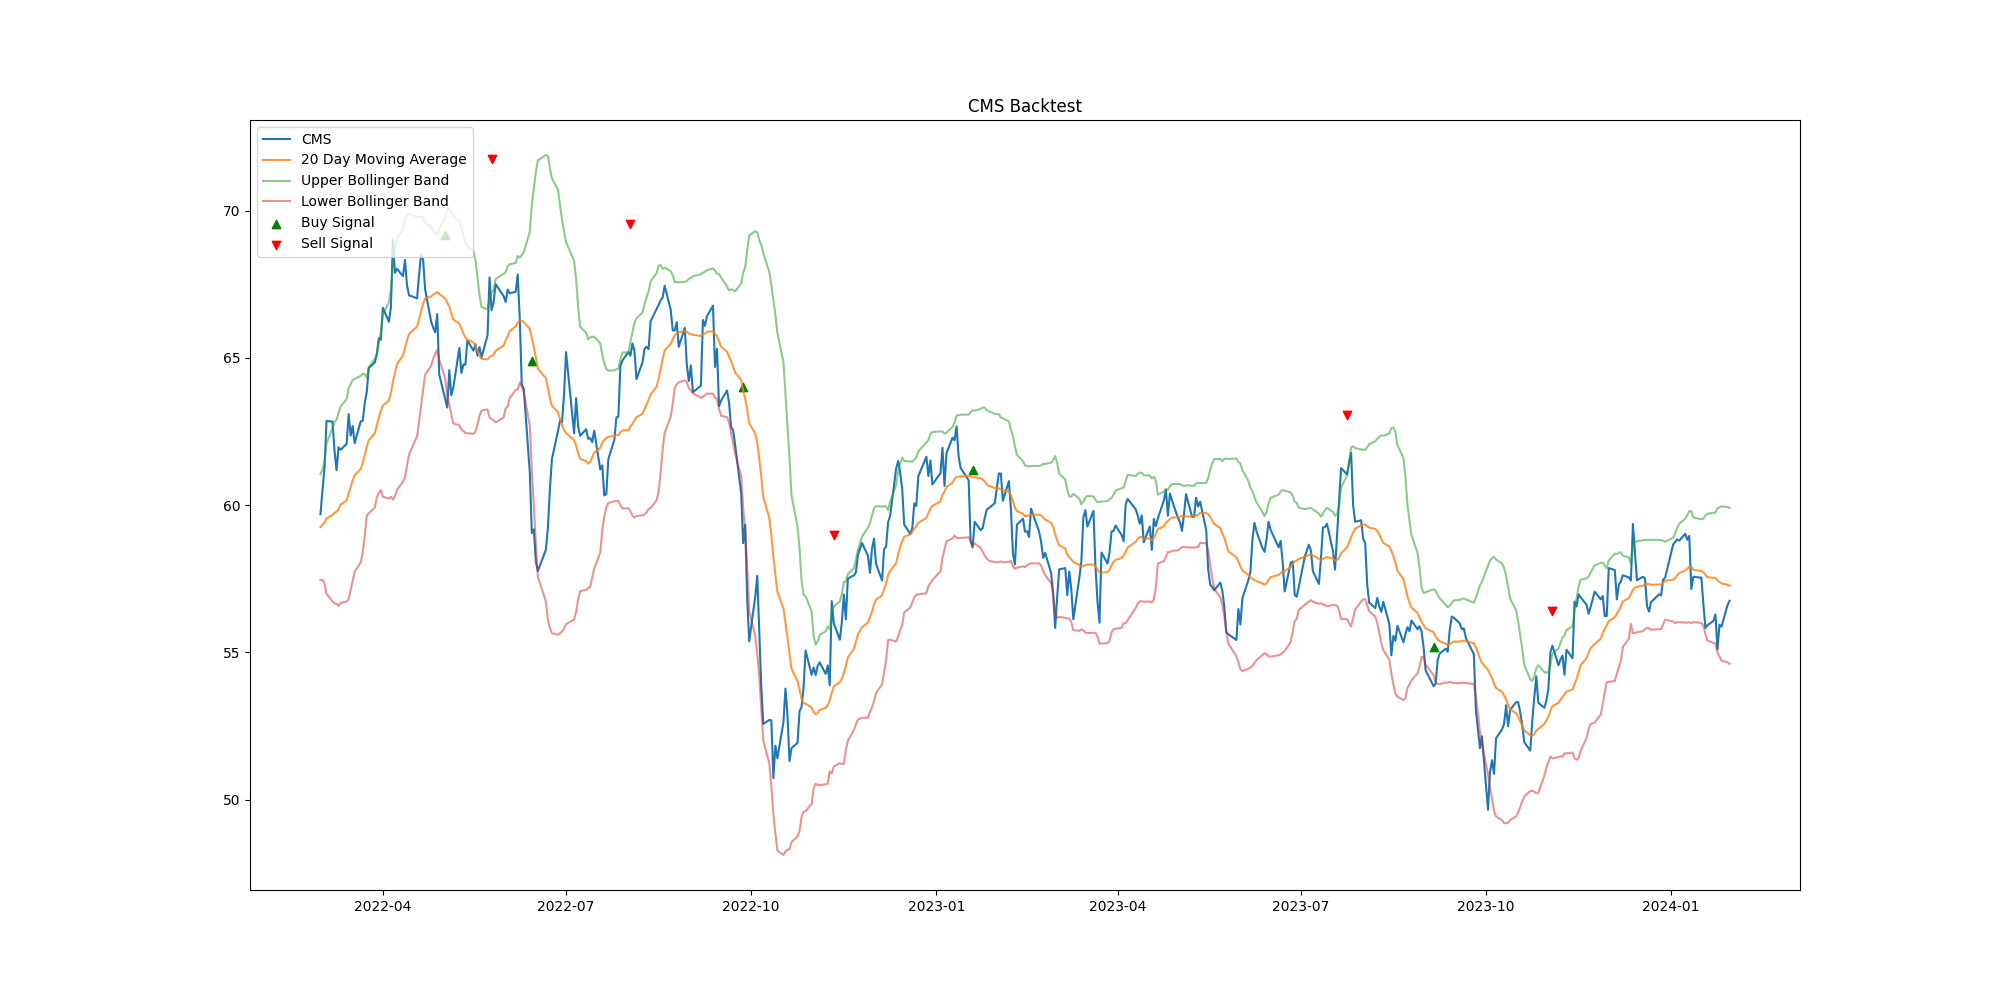 CMS Backtest
CMS
20 Day Moving Average
Upper Bollinger Band
Lower Bollinger Band
Buy Signal
Sell Signal
70
65
60
55
50
2022-04 2022-07 2022-10 2023-01 2023-04 2023-07 2023-10 2024-01